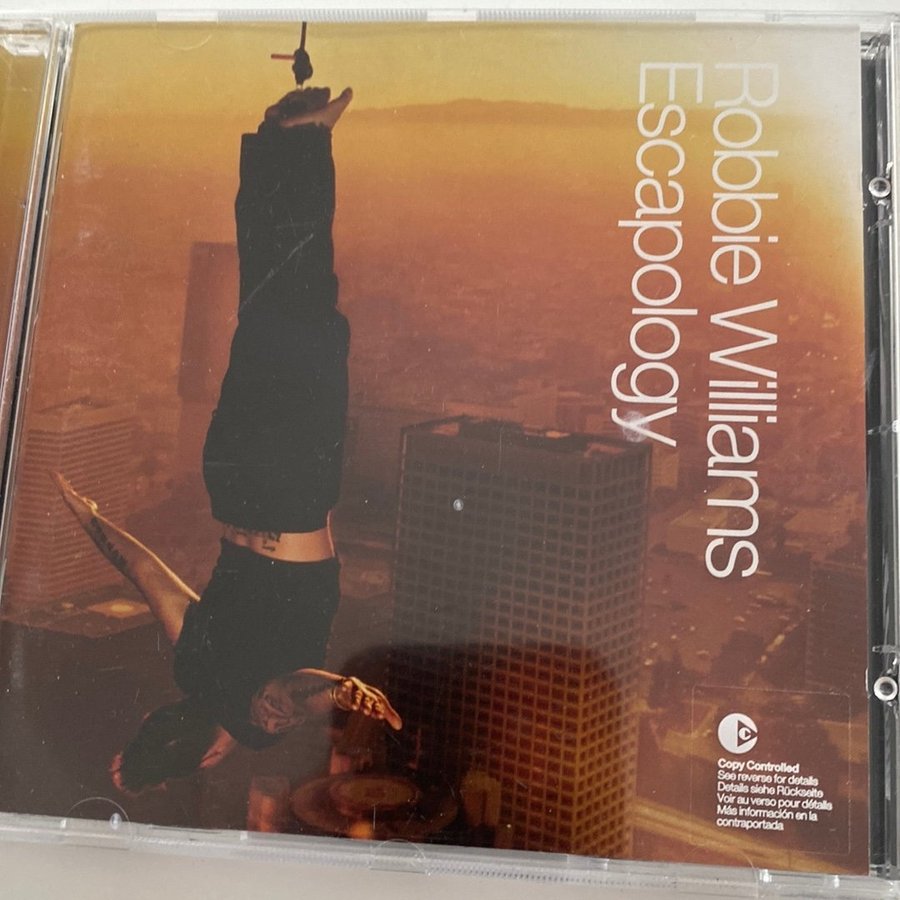 Robbie Williams
Escapology
Copy Controlled
See reverse for details
Details siehe Rückseite
Voir au verso pour détails
Más información en la
contraportada